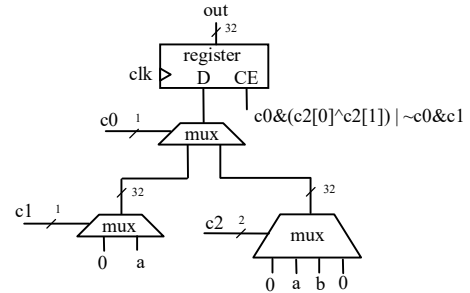 out
32
register
clk D CE
c0&(c2[0]^c2[1]) | ~c0&c1
c0 1
mux
32 32
c1 1 c2 2
mux mux
0 a 0 a b 0